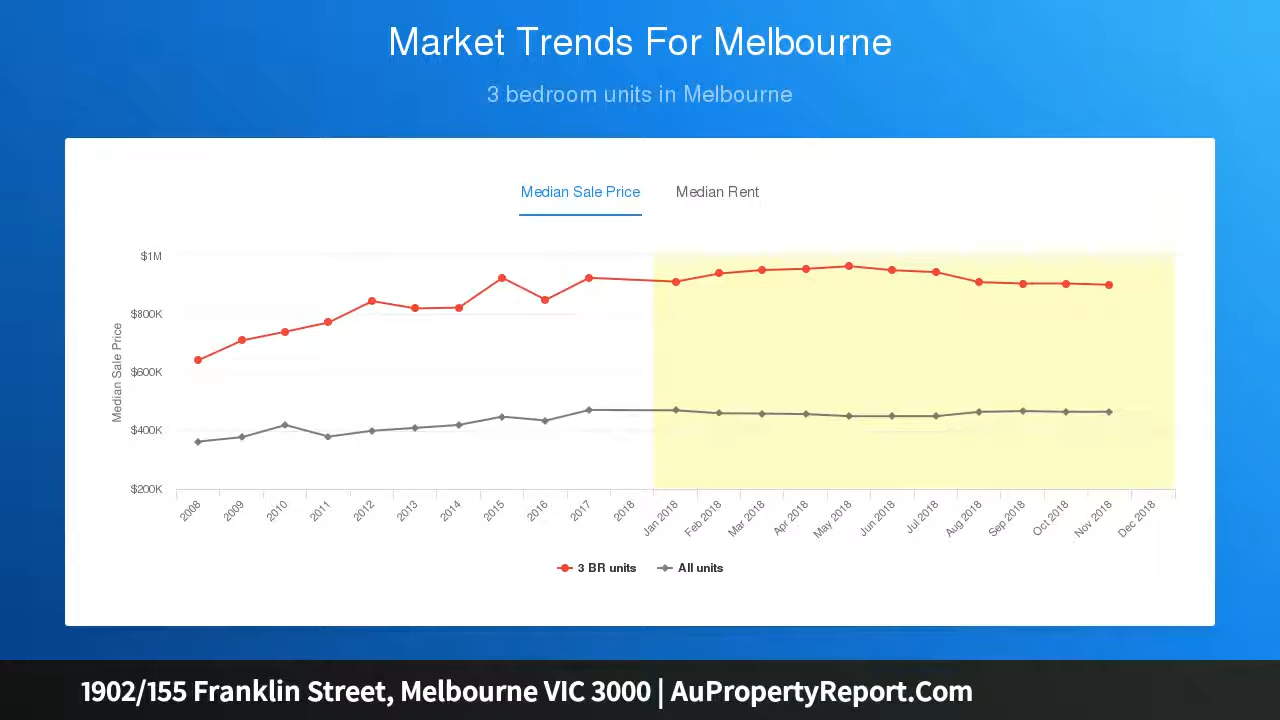 Market Trends For Melbourne
3 bedroom units in Melbourne
Median Sale Price Median Rent
Median Sale Price
$1M
$800K
$600K
$400K
$200K
2008 2009 2010 2011 2012 2013 2014 2015 2016 2017 2018 Jan 2018 Feb 2018 Mar 2018 Apr 2018 May 2018 Jun 2018 Jul 2018 Aug 2018 Sep 2018 Oct 2018 Nov 2018 Dec 2018
3 BR units All units
1902/155 Franklin Street, Melbourne VIC 3000 | AuPropertyReport.Com